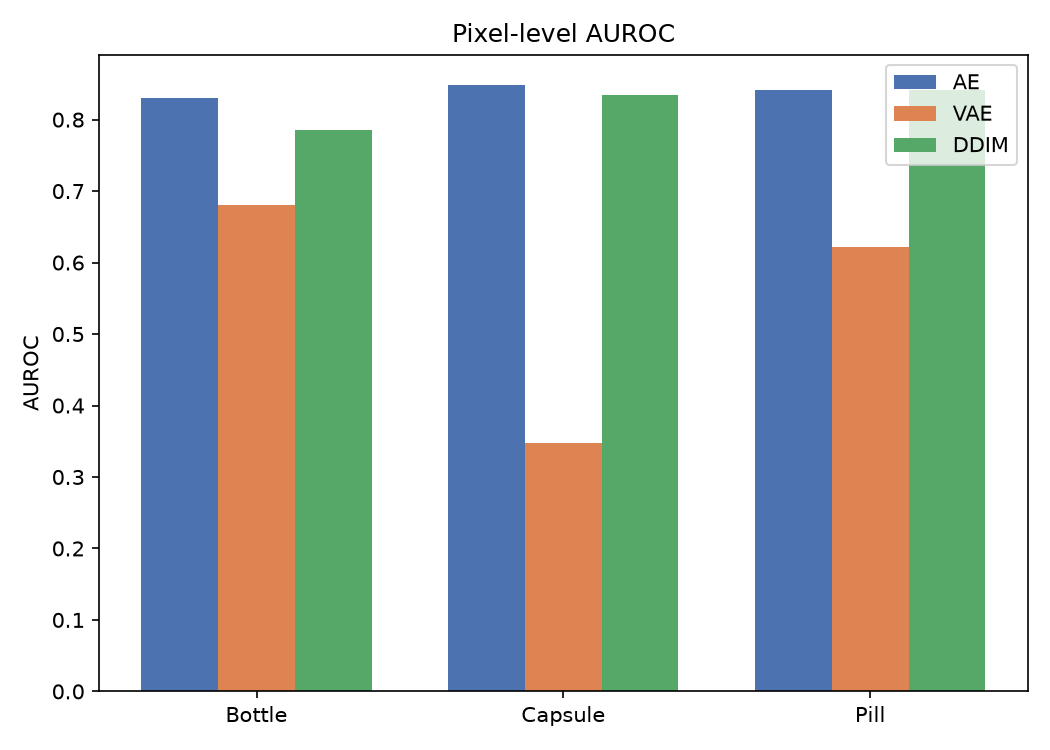 Pixel-level AUROC
AE
VAE
DDIM
AUROC
0.8
0.7
0.6
0.5
0.4
0.3
0.2
0.1
0.0
Bottle
Capsule
Pill